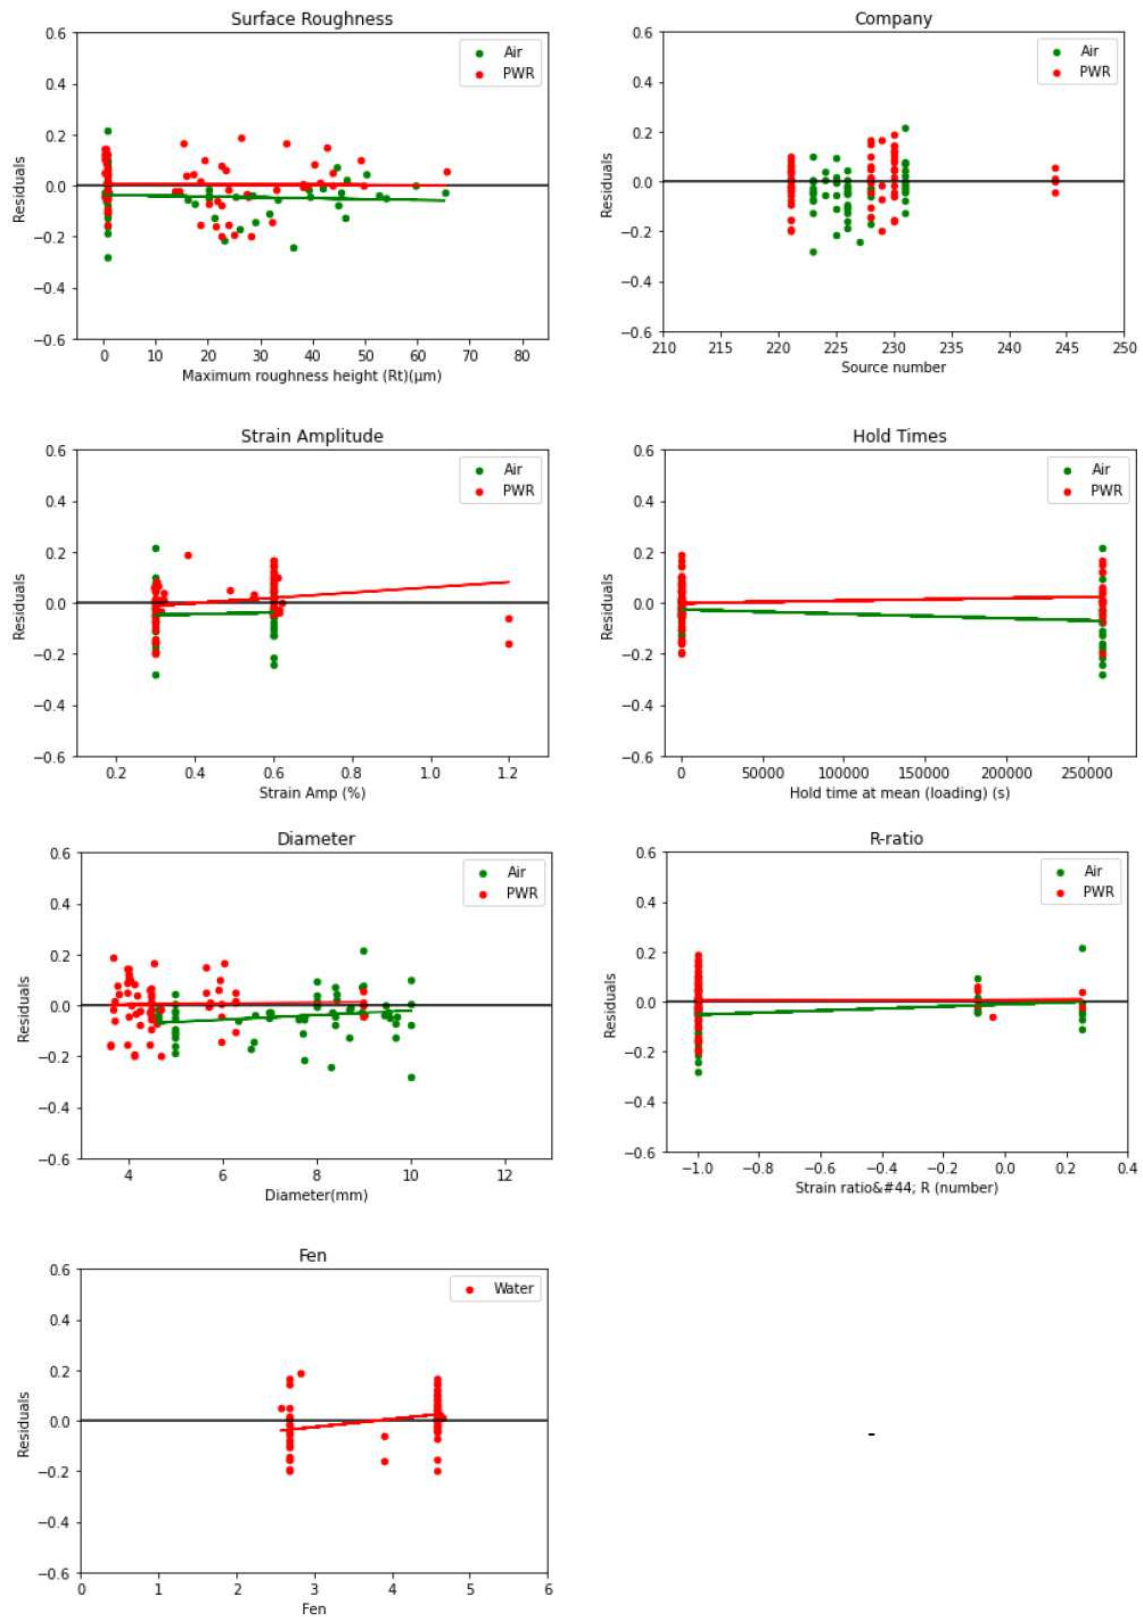 Surface Roughness
Air
PWR
Residuals
0.6
0.4
0.2
0.0
−0.2
−0.4
−0.6
0 10 20 30 40 50 60 70 80
Maximum roughness height (Rt)(μm)
Company
Air
PWR
Residuals
0.6
0.4
0.2
0.0
−0.2
−0.4
−0.6
210 215 220 225 230 235 240 245 250
Source number
Strain Amplitude
Air
PWR
Residuals
0.6
0.4
0.2
0.0
−0.2
−0.4
−0.6
0.2 0.4 0.6 0.8 1.0 1.2
Strain Amp (%)
Hold Times
Air
PWR
Residuals
0.6
0.4
0.2
0.0
−0.2
−0.4
−0.6
0 50000 100000 150000 200000 250000
Hold time at mean (loading) (s)
Diameter
Air
PWR
Residuals
0.6
0.4
0.2
0.0
−0.2
−0.4
−0.6
4 6 8 10 12
Diameter(mm)
R-ratio
Air
PWR
Residuals
0.6
0.4
0.2
0.0
−0.2
−0.4
−0.6
−1.0 −0.8 −0.6 −0.4 −0.2 0.0 0.2 0.4
Strain ratio&#44; R (number)
Fen
Water
Residuals
0.6
0.4
0.2
0.0
−0.2
−0.4
−0.6
0 1 2 3 4 5 6
Fen
-